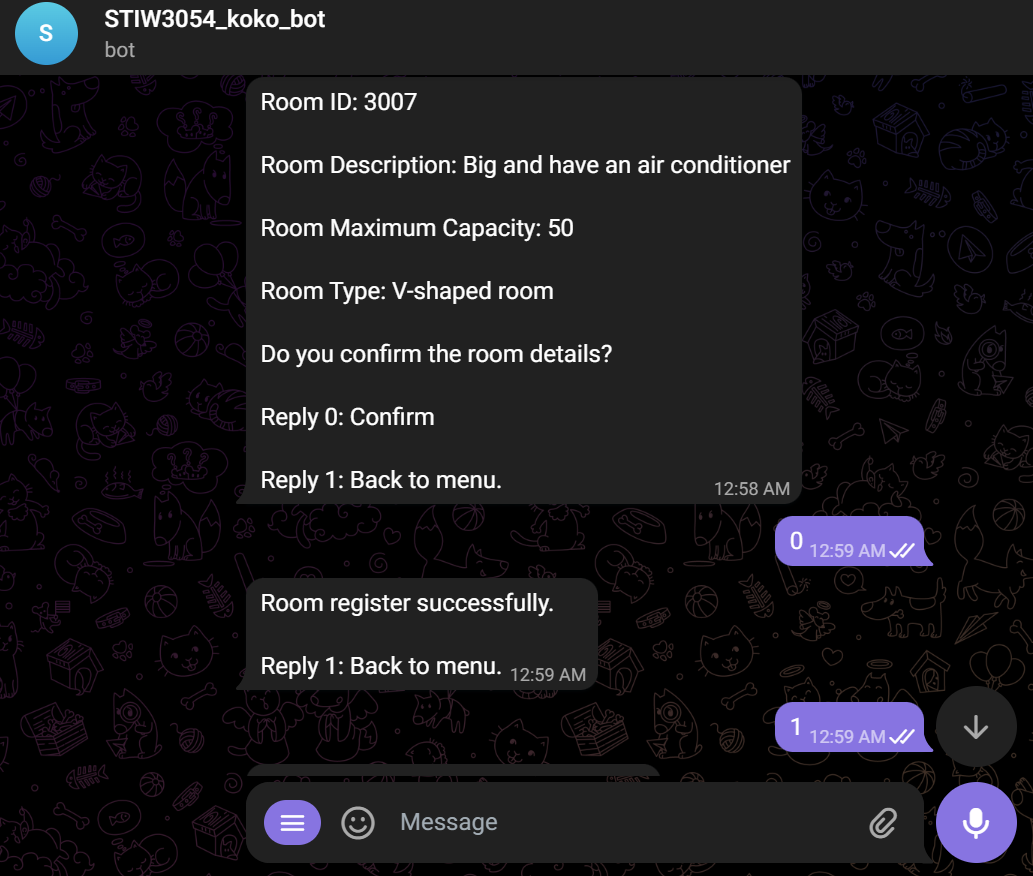 S
STIW3054_koko_bot
bot
Room ID: 3007
Room Description: Big and have an air conditioner
Room Maximum Capacity: 50
Room Type: V-shaped room
Do you confirm the room details?
Reply 0: Confirm
Reply 1: Back to menu.
12:58 AM
0 12:59 AM
Room register successfully.
Reply 1: Back to menu. 12:59 AM
1 12:59 AM
Message